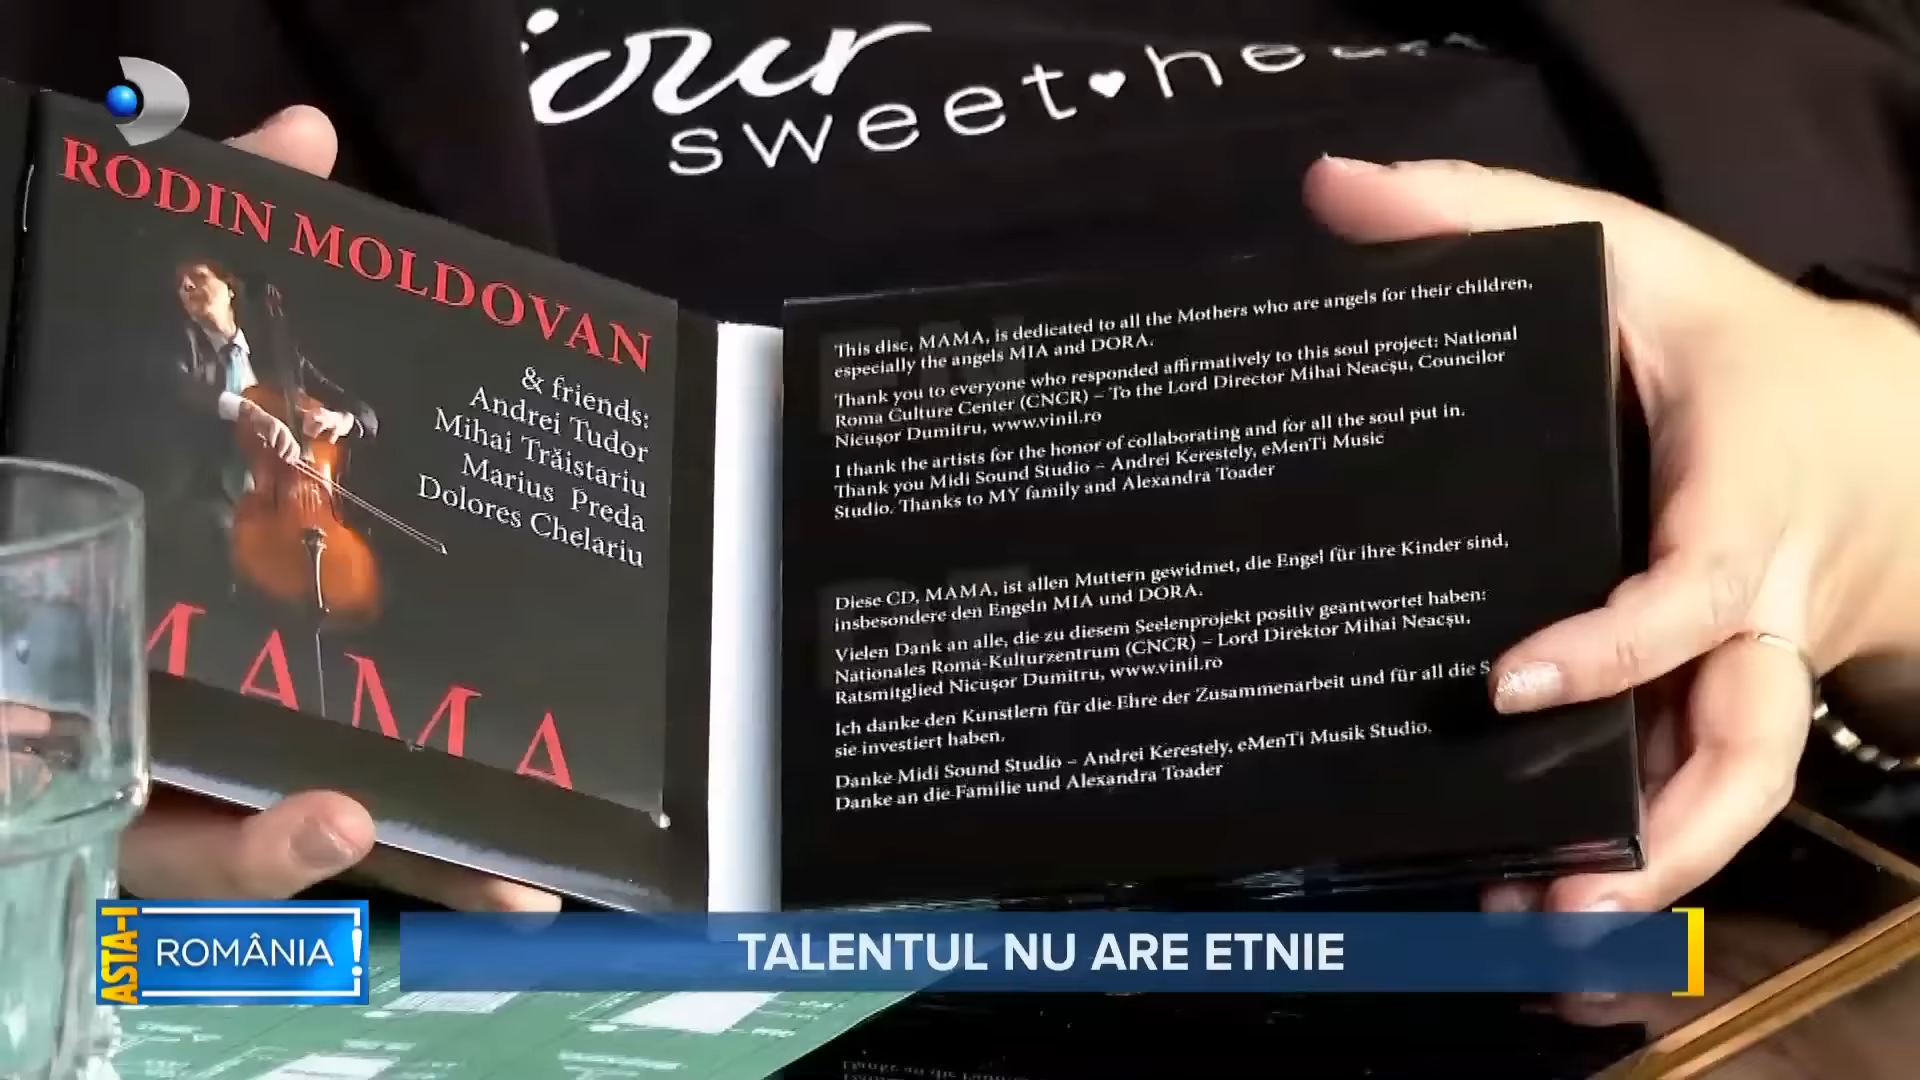 our
sweet♥he
RODIN MOLDOVAN
& friends:
Andrei Tudor
Mihai Trăistariu
Marius Preda
Dolores Chelariu
MAMA
This disc, MAMA, is dedicated to all the Mothers who are angels for their children,
especially the angels MIA and DORA.
Thank you to everyone who responded affirmatively to this soul project: National
Roma Culture Center (CNCR) – To the Lord Director Mihai Neacșu, Councilor
Nicușor Dumitru, www.vinil.ro
I thank the artists for the honor of collaborating and for all the soul put in.
Thank you Midi Sound Studio – Andrei Kerestely, eMenTi Music
Studio. Thanks to MY family and Alexandra Toader
Diese CD, MAMA, ist allen Muttern gewidmet, die Engel für ihre Kinder sind,
insbesondere den Engeln MIA und DORA.
Vielen Dank an alle, die zu diesem Seelenprojekt positiv geantwortet haben:
Nationales Roma-Kulturzentrum (CNCR) – Lord Direktor Mihai Neacșu,
Ratsmitglied Nicușor Dumitru, www.vinil.ro
Ich danke den Kunstlern für die Ehre der Zusammenarbeit und für all die S
sie investiert haben.
Danke Midi Sound Studio – Andrei Kerestely, eMenTi Musik Studio.
Danke an die Familie und Alexandra Toader
ASTA-I
ROMÂNIA!
TALENTUL NU ARE ETNIE